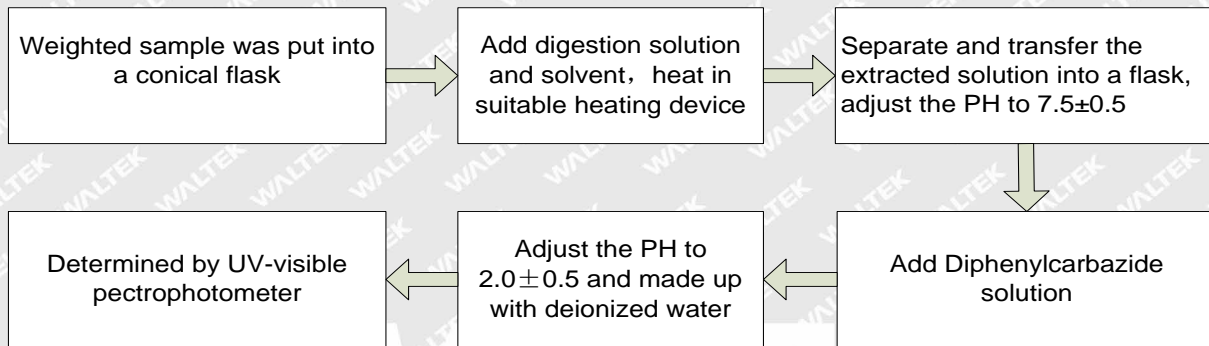 Weighted sample was put into
a conical flask
Add digestion solution
and solvent，heat in
suitable heating device
Separate and transfer the
extracted solution into a flask,
adjust the PH to 7.5±0.5
Add Diphenylcarbazide
solution
Adjust the PH to
2.0±0.5 and made up
with deionized water
Determined by UV-visible
pectrophotometer
WALTEK